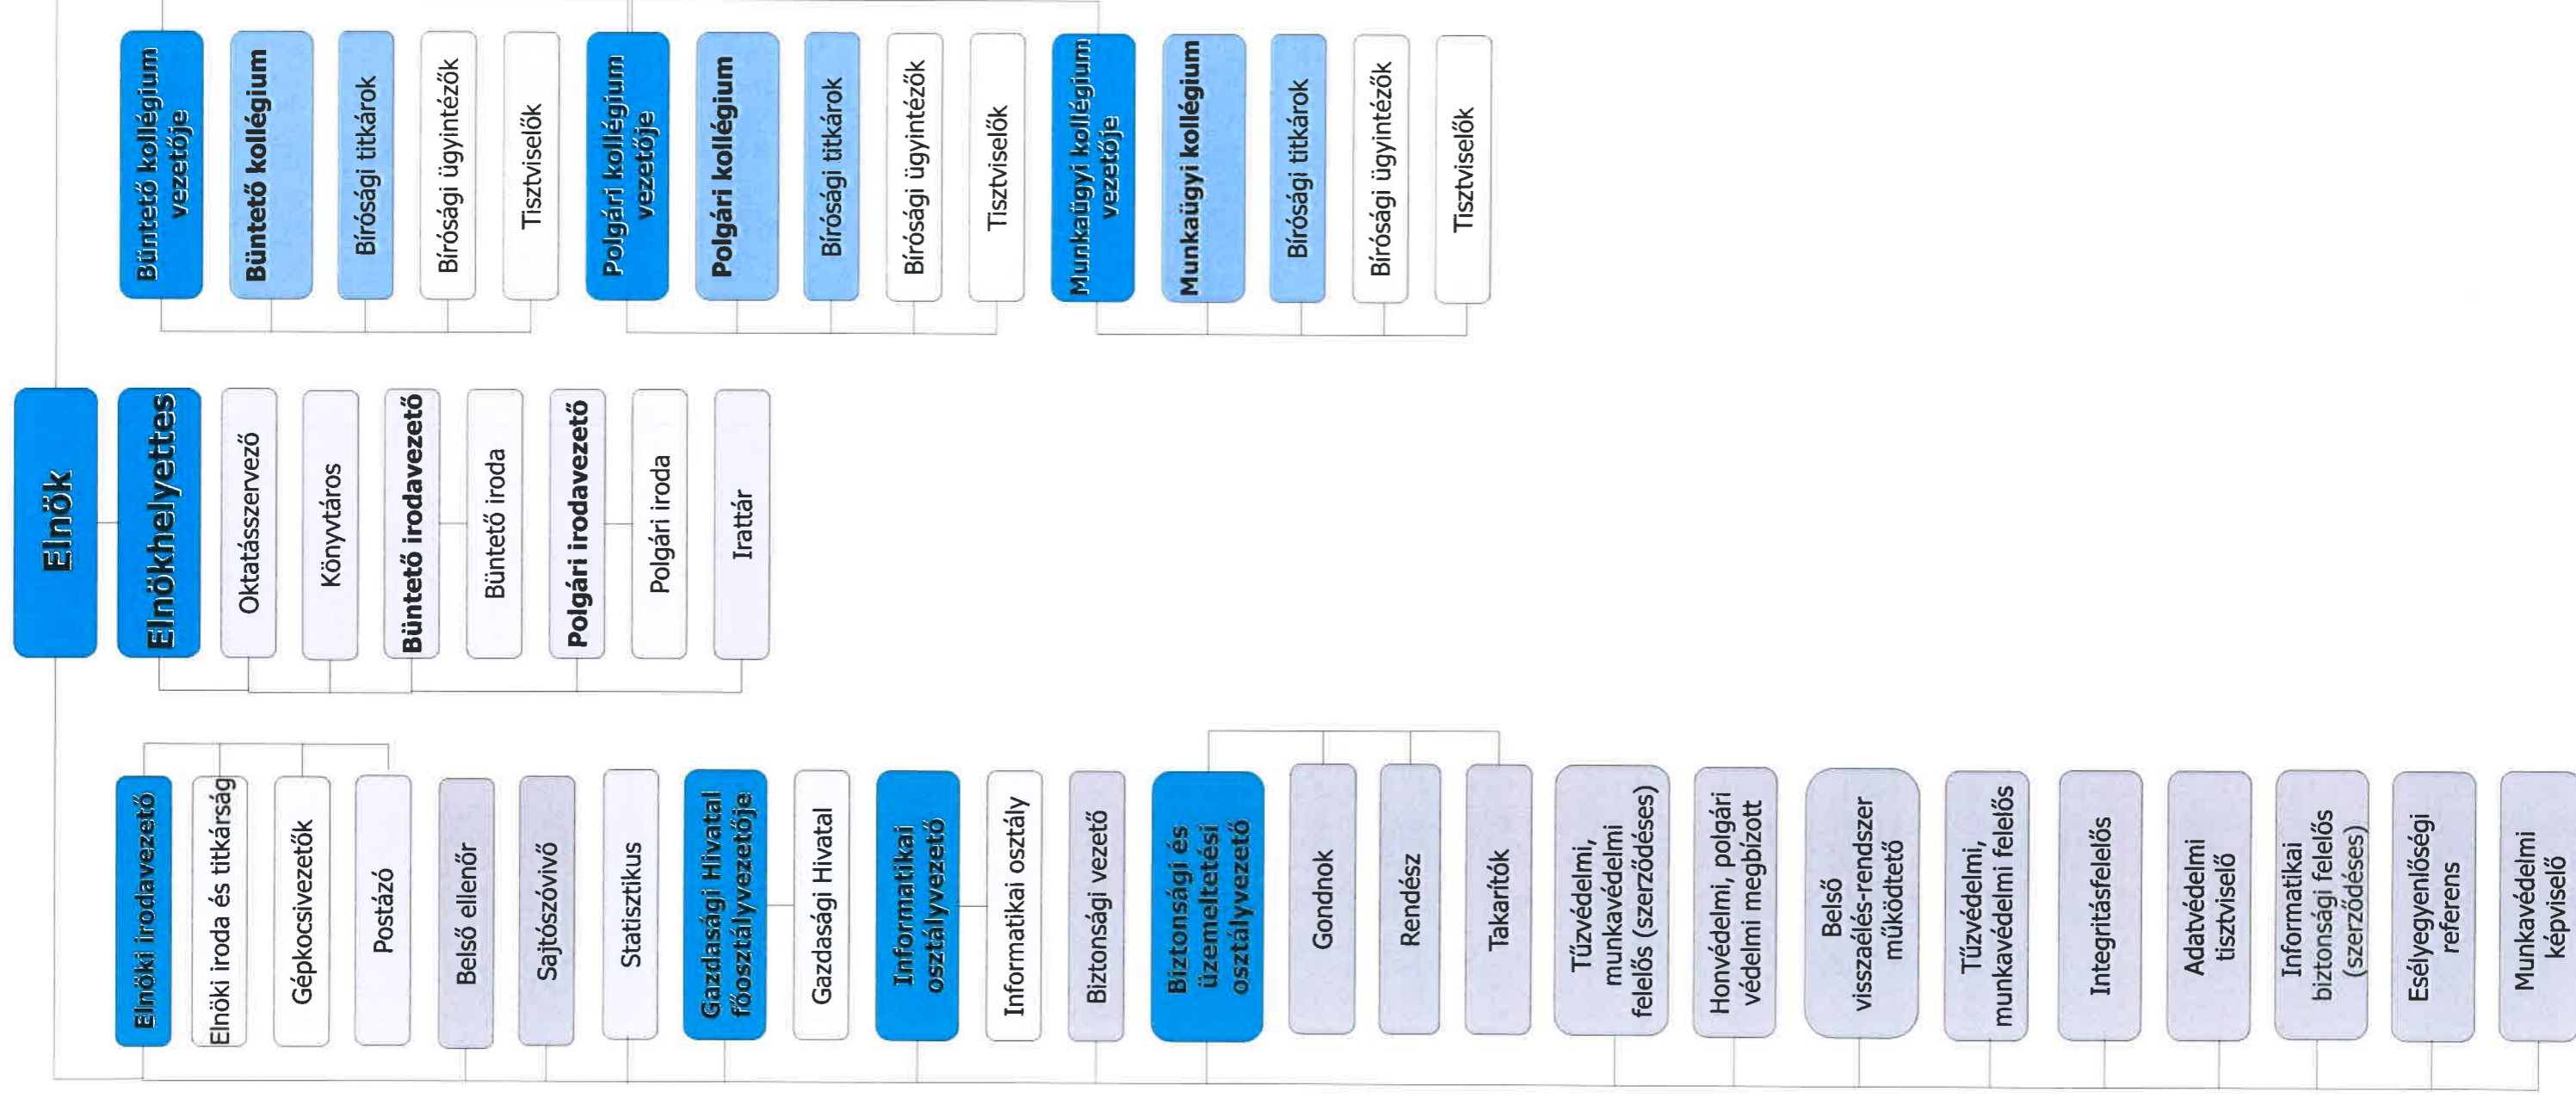 Elnök
Elnöki irodavezető
Elnöki iroda és titkárság
Gépkocsivezetők
Postázó
Belső ellenőr
Sajtószóvivő
Statisztikus
Gazdasági Hivatal
főosztályvezetője
Gazdasági Hivatal
Informatikai
osztályvezető
Informatikai osztály
Biztonsági vezető
Biztonsági és
üzemeltetési
osztályvezető
Gondnok
Rendész
Takarítók
Tűzvédelmi,
munkavédelmi
felelős (szerződéses)
Honvédelmi, polgári
védelmi megbízott
Belső
visszaélés-rendszer
működtető
Tűzvédelmi,
munkavédelmi felelős
Integritásfelelős
Adatvédelmi
tisztviselő
Informatikai
biztonsági felelős
(szerződéses)
Esélyegyenlőségi
referens
Munkavédelmi
képviselő
Elnökhelyettes
Oktatásszervező
Könyvtáros
Büntető irodavezető
Büntető iroda
Polgári irodavezető
Polgári iroda
Irattár
Büntető kollégium
vezetője
Büntető kollégium
Bírósági titkárok
Bírósági ügyintézők
Tisztviselők
Polgári kollégium
vezetője
Polgári kollégium
Bírósági titkárok
Bírósági ügyintézők
Tisztviselők
Munkaügyi kollégium
vezetője
Munkaügyi kollégium
Bírósági titkárok
Bírósági ügyintézők
Tisztviselők